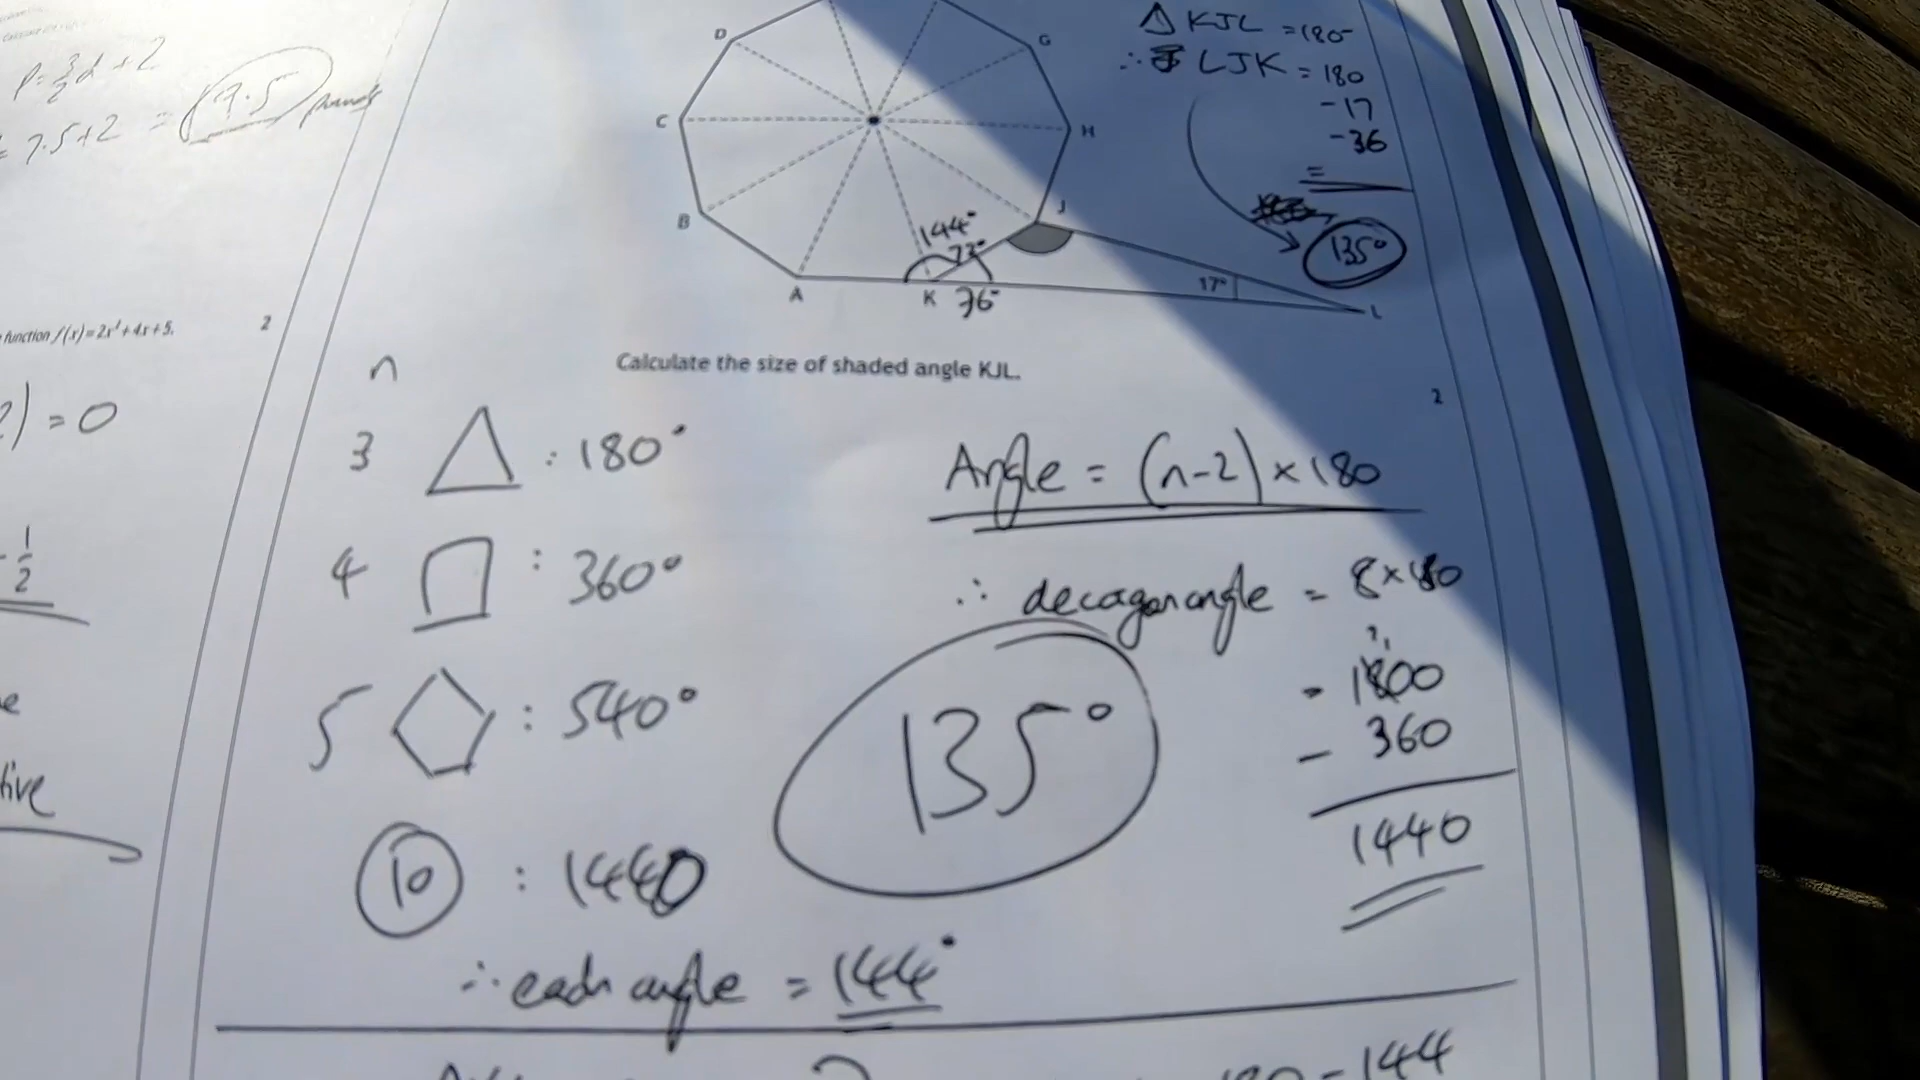 P = 3/2 d + 2
= 7.5 + 2 = 9.5 pounds
function f(x) = 2x² + 4x + 5.
2
2) = 0
- 1/2
tive
D
G
C
H
B
J
A
K
L
144°
72°
36°
17°
Δ KJL = 180
∴ LJK = 180
- 17
- 36
=
135°
Calculate the size of shaded angle KJL.
2
n
3 : 180°
4 : 360°
5 : 540°
10 : 1440
∴ each angle = 144°
Angle = (n-2) × 180
∴ decagon angle = 8 × 180
= 1800
- 360
1440
135°
180 - 144